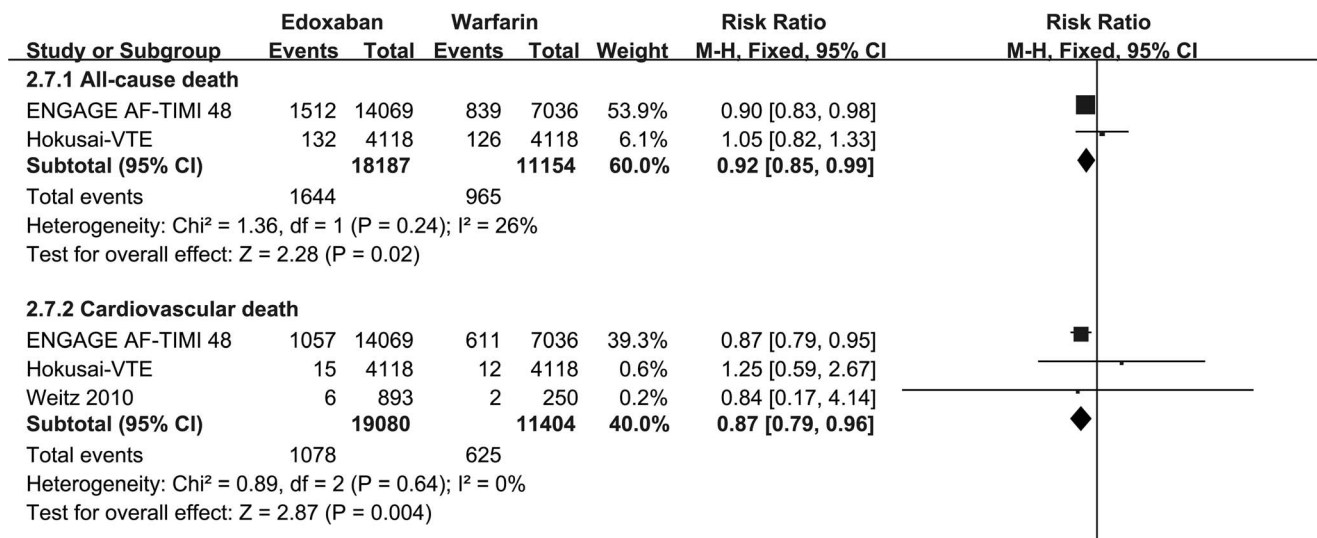 Edoxaban Warfarin Risk Ratio Risk Ratio
Study or Subgroup Events Total Events Total Weight M-H, Fixed, 95% CI M-H, Fixed, 95% CI
2.7.1 All-cause death
ENGAGE AF-TIMI 48 1512 14069 839 7036 53.9% 0.90 [0.83, 0.98]
Hokusai-VTE 132 4118 126 4118 6.1% 1.05 [0.82, 1.33]
Subtotal (95% CI) 18187 11154 60.0% 0.92 [0.85, 0.99]
Total events 1644 965
Heterogeneity: Chi² = 1.36, df = 1 (P = 0.24); I² = 26%
Test for overall effect: Z = 2.28 (P = 0.02)
2.7.2 Cardiovascular death
ENGAGE AF-TIMI 48 1057 14069 611 7036 39.3% 0.87 [0.79, 0.95]
Hokusai-VTE 15 4118 12 4118 0.6% 1.25 [0.59, 2.67]
Weitz 2010 6 893 2 250 0.2% 0.84 [0.17, 4.14]
Subtotal (95% CI) 19080 11404 40.0% 0.87 [0.79, 0.96]
Total events 1078 625
Heterogeneity: Chi² = 0.89, df = 2 (P = 0.64); I² = 0%
Test for overall effect: Z = 2.87 (P = 0.004)